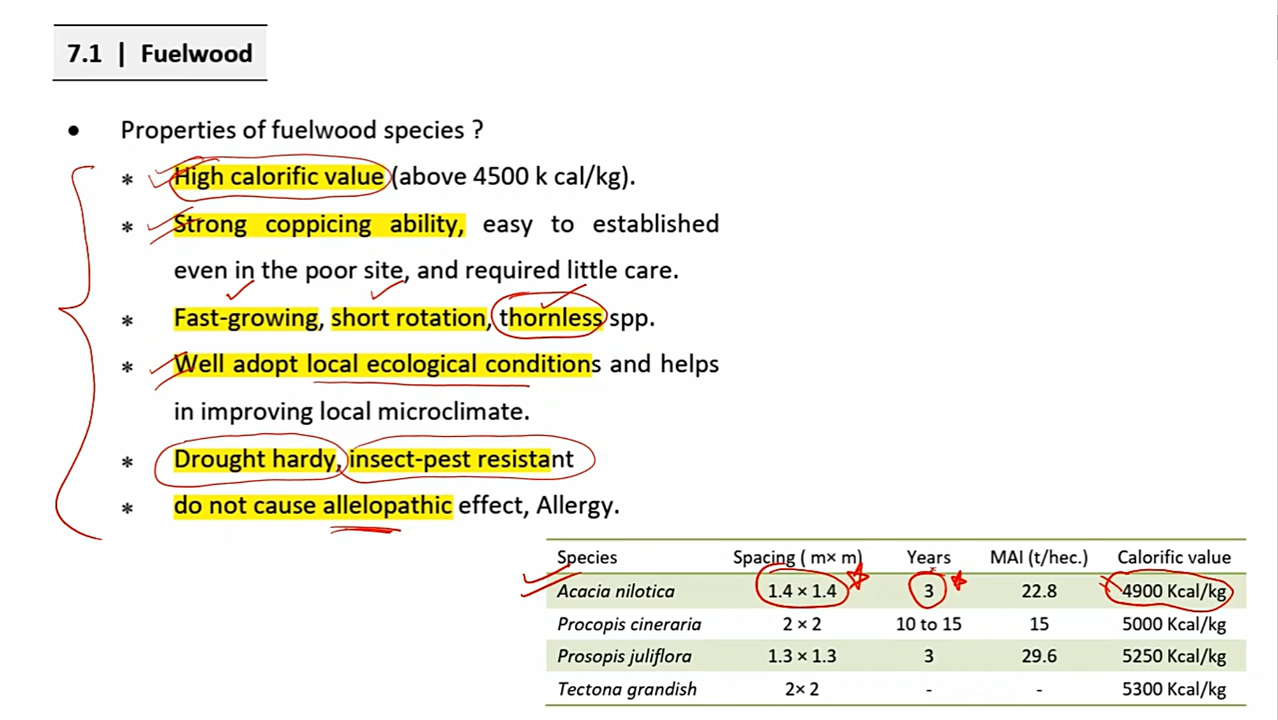 7.1 | Fuelwood
• Properties of fuelwood species ?
* High calorific value (above 4500 k cal/kg).
* Strong coppicing ability, easy to established
even in the poor site, and required little care.
* Fast-growing, short rotation, thornless spp.
* Well adopt local ecological conditions and helps
in improving local microclimate.
* Drought hardy, insect-pest resistant
* do not cause allelopathic effect, Allergy.
Species Spacing ( m× m) Years MAI (t/hec.) Calorific value
Acacia nilotica 1.4 × 1.4 3 22.8 4900 Kcal/kg
Procopis cineraria 2 × 2 10 to 15 15 5000 Kcal/kg
Prosopis juliflora 1.3 × 1.3 3 29.6 5250 Kcal/kg
Tectona grandish 2× 2 - - 5300 Kcal/kg